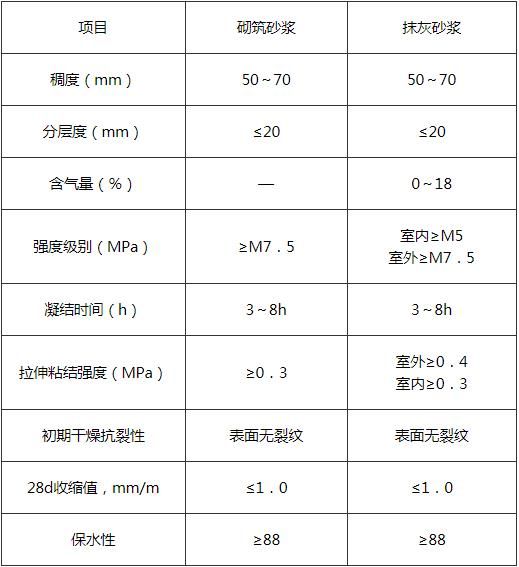 项目 砌筑砂浆 抹灰砂浆
稠度（mm） 50～70 50～70
分层度（mm） ≤20 ≤20
含气量（%） — 0～18
强度级别（MPa） ≥M7．5 室内≥M5
室外≥M7．5
凝结时间（h） 3～8h 3～8h
拉伸粘结强度（MPa） ≥0．3 室外≥0．4
室内≥0．3
初期干燥抗裂性 表面无裂纹 表面无裂纹
28d收缩值，mm/m ≤1．0 ≤1．0
保水性 ≥88 ≥88